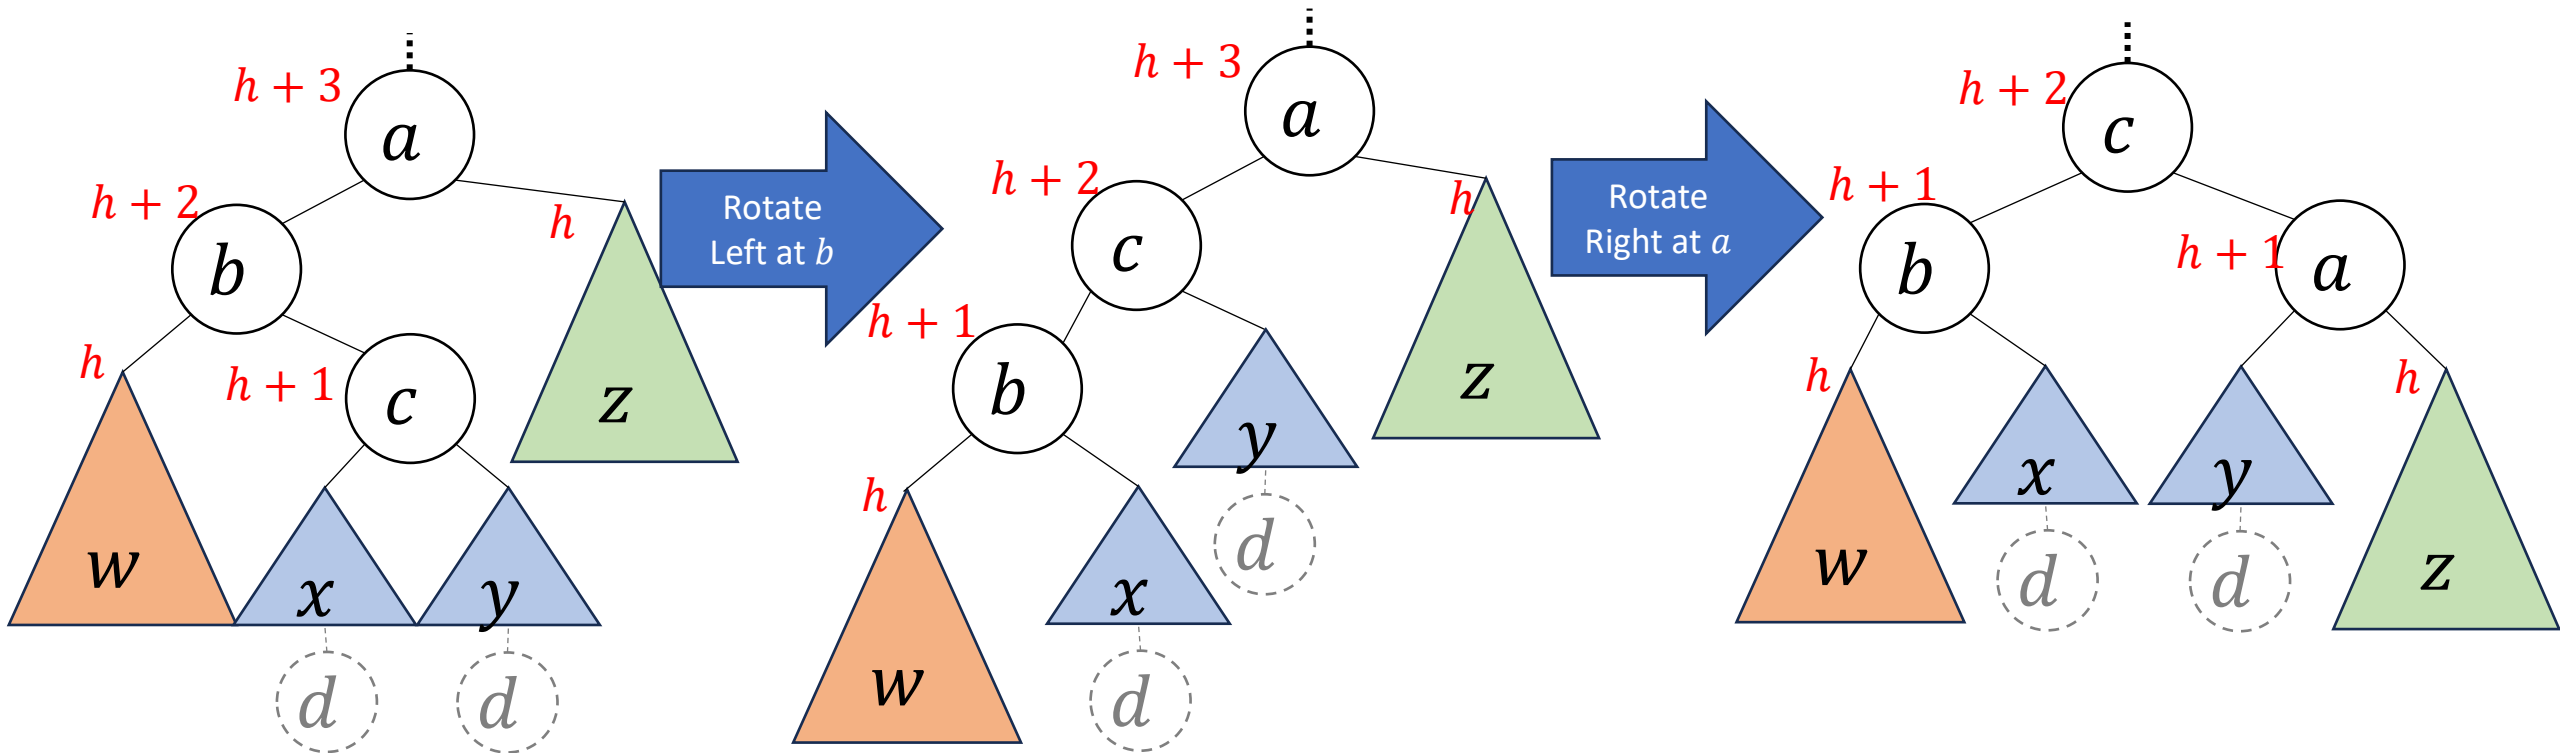 h + 3
a
h + 2
b
h
h
h + 1
c
z
w
x
y
d
d
Rotate
Left at b
h + 3
a
h + 2
c
h
h + 1
b
y
z
h
d
x
w
d
Rotate
Right at a
h + 2
c
h + 1
b
h + 1
a
h
h
w
x
y
z
d
d